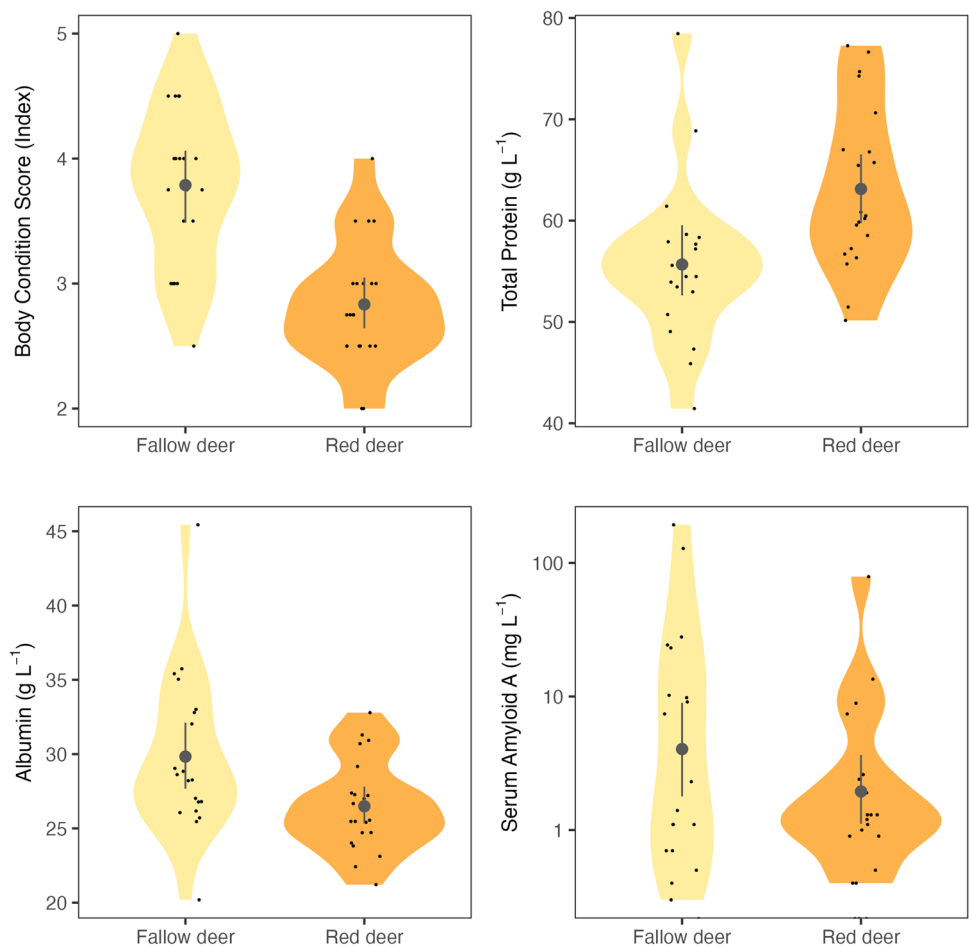 Body Condition Score (Index)
5
4
3
2
Fallow deer
Red deer
Total Protein (g L⁻¹)
80
70
60
50
40
Fallow deer
Red deer
Albumin (g L⁻¹)
45
40
35
30
25
20
Fallow deer
Red deer
Serum Amyloid A (mg L⁻¹)
100
10
1
Fallow deer
Red deer